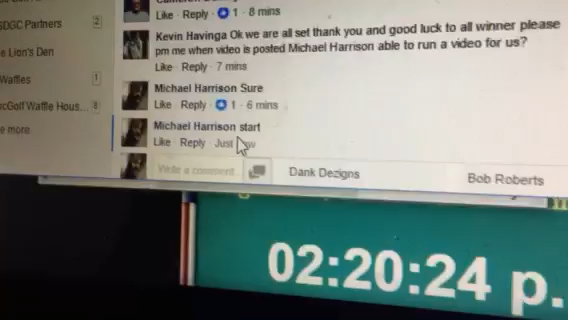 Like · Reply · 1 · 8 mins
SDGC Partners 2
Kevin Havinga Ok we are all set thank you and good luck to all winner please
pm me when video is posted Michael Harrison able to run a video for us?
e Lion's Den
Like · Reply · 7 mins
Waffles 1
Michael Harrison Sure
cGolf Waffle Hous... 8
Like · Reply · 1 · 6 mins
e more
Michael Harrison start
Like · Reply · Just
Write a comment
Dank Dezigns
Bob Roberts
02:20:24 p.